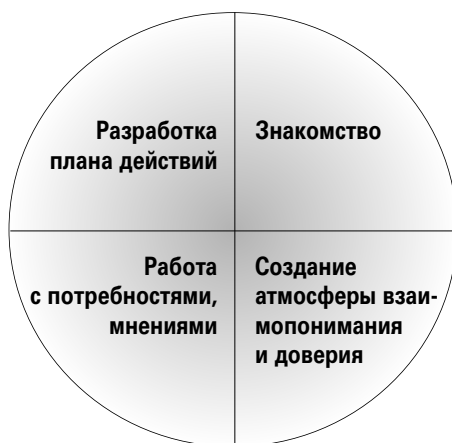 Разработка
плана действий
Знакомство
Работа
с потребностями,
мнениями
Создание
атмосферы взаи-
мопонимания
и доверия